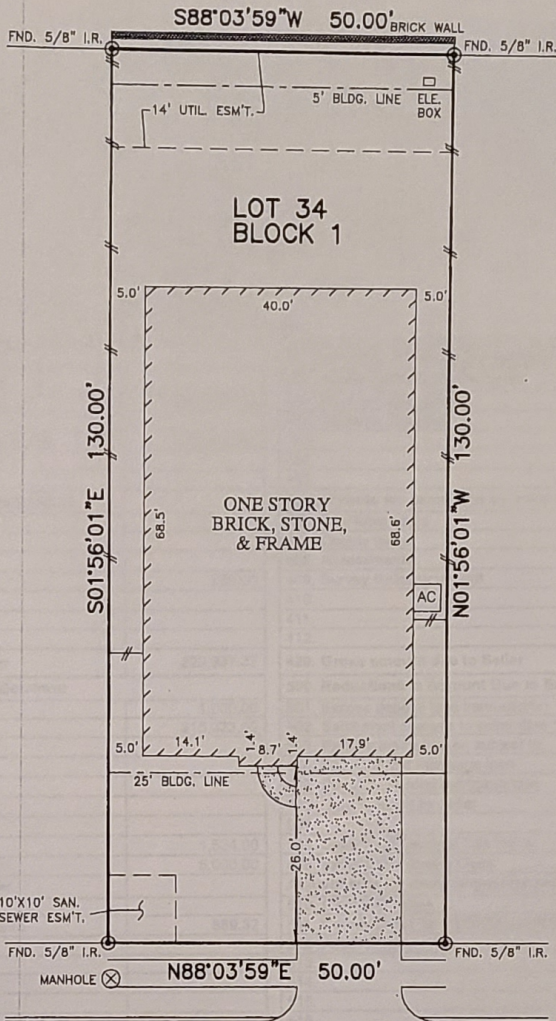 S88°03'59"W 50.00'
BRICK WALL
FND. 5/8" I.R.
FND. 5/8" I.R.
5' BLDG. LINE
ELE.
BOX
14' UTIL. ESM'T.
LOT 34
BLOCK 1
5.0'
40.0'
5.0'
S01°56'01"E 130.00'
N01°56'01"W 130.00'
68.5'
ONE STORY
BRICK, STONE,
& FRAME
68.6'
AC
5.0'
14.1'
1.4'
8.7'
1.4'
17.9'
5.0'
25' BLDG. LINE
26.0'
10'X10' SAN.
SEWER ESM'T.
FND. 5/8" I.R.
FND. 5/8" I.R.
MANHOLE
N88°03'59"E 50.00'